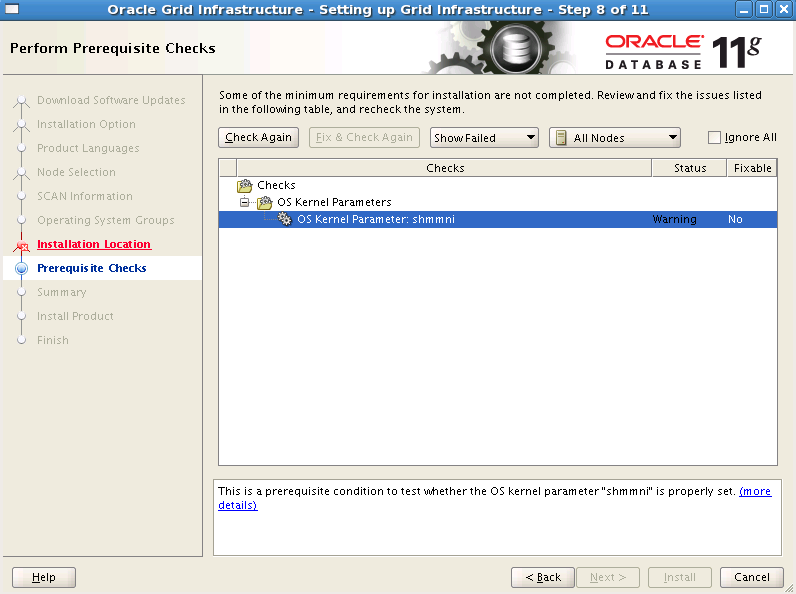 Oracle Grid Infrastructure - Setting up Grid Infrastructure - Step 8 of 11
Perform Prerequisite Checks
ORACLE
DATABASE 11g
Download Software Updates
Installation Option
Product Languages
Node Selection
SCAN Information
Operating System Groups
Installation Location
Prerequisite Checks
Summary
Install Product
Finish
Some of the minimum requirements for installation are not completed. Review and fix the issues listed
in the following table, and recheck the system.
Check Again Fix & Check Again Show Failed All Nodes Ignore All
Checks Status Fixable
Checks
OS Kernel Parameters
OS Kernel Parameter: shmmni Warning No
This is a prerequisite condition to test whether the OS kernel parameter "shmmni" is properly set. (more
details)
Help < Back Next > Install Cancel